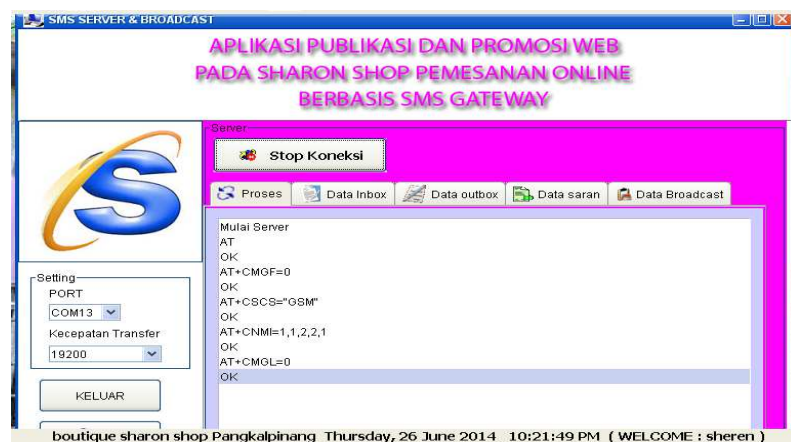 SMS SERVER & BROADCAST
APLIKASI PUBLIKASI DAN PROMOSI WEB
PADA SHARON SHOP PEMESANAN ONLINE
BERBASIS SMS GATEWAY
Server
Stop Koneksi
Proses Data Inbox Data outbox Data saran Data Broadcast
Mulai Server
AT
OK
AT+CMGF=0
OK
AT+CSCS="GSM"
OK
AT+CNMI=1,1,2,2,1
OK
AT+CMGL=0
OK
Setting
PORT
COM13
Kecepatan Transfer
19200
KELUAR
boutique sharon shop Pangkalpinang Thursday, 26 June 2014 10:21:49 PM ( WELCOME : sheren )